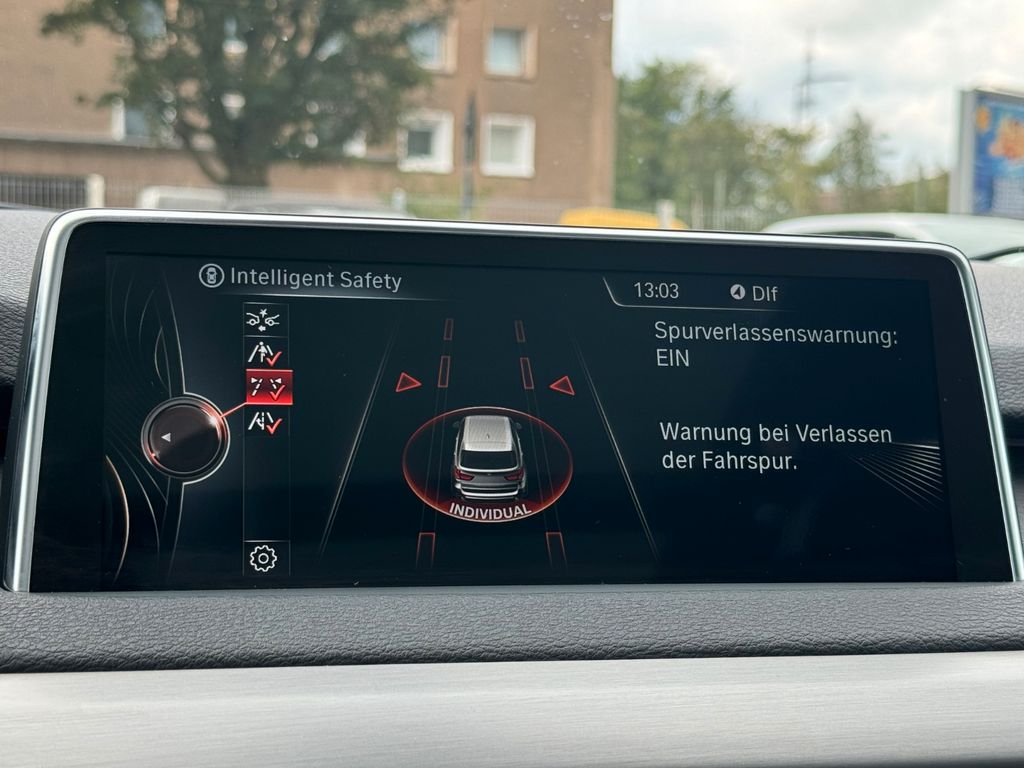 Intelligent Safety
13:03 Dlf
Spurverlassenswarnung:
EIN
Warnung bei Verlassen
der Fahrspur.
INDIVIDUAL